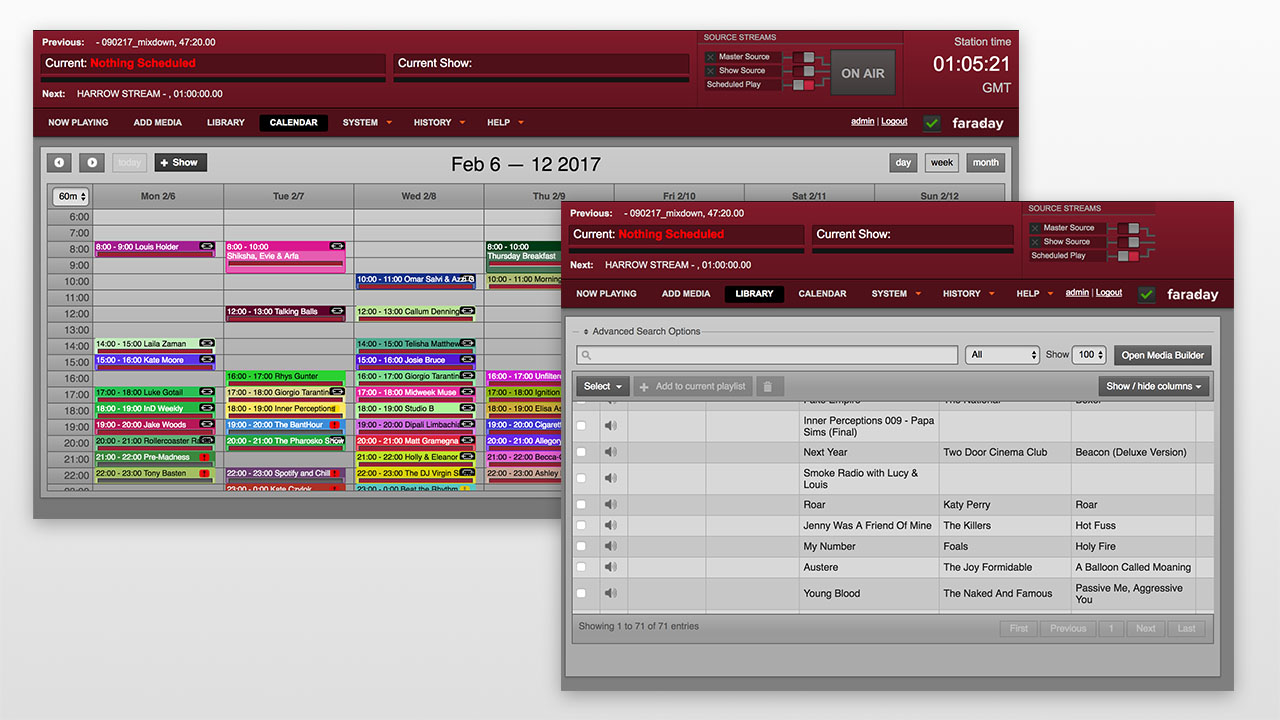 Previous: - 090217_mixdown, 47:20.00
Current: Nothing Scheduled
Current Show:
Next: HARROW STREAM - , 01:00:00.00
SOURCE STREAMS
Master Source
Show Source
Scheduled Play
ON AIR
Station time
01:05:21
GMT
NOW PLAYING ADD MEDIA LIBRARY CALENDAR SYSTEM HISTORY HELP
admin | Logout
faraday
today + Show
Feb 6 — 12 2017
day week month
60m Mon 2/6 Tue 2/7 Wed 2/8 Thu 2/9 Fri 2/10 Sat 2/11 Sun 2/12
6:00
7:00
8:00 8:00 - 9:00 Louis Holder 8:00 - 10:00 8:00 - 10:00
Shiksha, Evie & Arfa Thursday Breakfast
9:00
10:00 10:00 - 11:00 Omar Salvi & Azz 10:00 - 11:00 Morning
11:00
12:00 12:00 - 13:00 Talking Balls 12:00 - 13:00 Callum Denning
13:00
14:00 14:00 - 15:00 Laila Zaman 14:00 - 15:00 Telisha Matthew
15:00 15:00 - 16:00 Kate Moore 15:00 - 16:00 Josie Bruce
16:00 16:00 - 17:00 Rhys Gunter 16:00 - 17:00 Giorgio Tarantin 16:00 - 17:00 Unfiltere
17:00 17:00 - 18:00 Luke Gotail 17:00 - 18:00 Giorgio Tarantin 17:00 - 18:00 Midweek Muse 17:00 - 18:00 Ignition
18:00 18:00 - 19:00 InD Weekly 18:00 - 19:00 Inner Perceptions 18:00 - 19:00 Studio B 18:00 - 19:00 Elisa As
19:00 19:00 - 20:00 Jake Woods 19:00 - 20:00 The BantHour 19:00 - 20:00 Dipali Limbachia 19:00 - 20:00 Cigarett
20:00 20:00 - 21:00 Rollercoaster Ra 20:00 - 21:00 The Pharosko Show 20:00 - 21:00 Matt Gramegna 20:00 - 21:00 Allegory
21:00 21:00 - 22:00 Pre-Madness 21:00 - 22:00 Holly & Eleanor 21:00 - 22:00 Becca-
22:00 22:00 - 23:00 Tony Basten 22:00 - 23:00 Spotify and Chill 22:00 - 23:00 The DJ Virgin S 22:00 - 23:00 Ashley
23:00 - 0:00 Kate Czylok 23:00 - 0:00 Beat the Rhythm
Previous: - 090217_mixdown, 47:20.00
Current: Nothing Scheduled
Current Show:
Next: HARROW STREAM - , 01:00:00.00
SOURCE STREAMS
Master Source
Show Source
Scheduled Play
NOW PLAYING ADD MEDIA LIBRARY CALENDAR SYSTEM HISTORY HELP
admin | Logout
faraday
Advanced Search Options
All Show 100 Open Media Builder
Select + Add to current playlist Show / hide columns
Inner Perceptions 009 - Papa
Sims (Final)
Next Year Two Door Cinema Club Beacon (Deluxe Version)
Smoke Radio with Lucy &
Louis
Roar Katy Perry Roar
Jenny Was A Friend Of Mine The Killers Hot Fuss
My Number Foals Holy Fire
Austere The Joy Formidable A Balloon Called Moaning
Young Blood The Naked And Famous Passive Me, Aggressive
You
Showing 1 to 71 of 71 entries
First Previous 1 Next Last